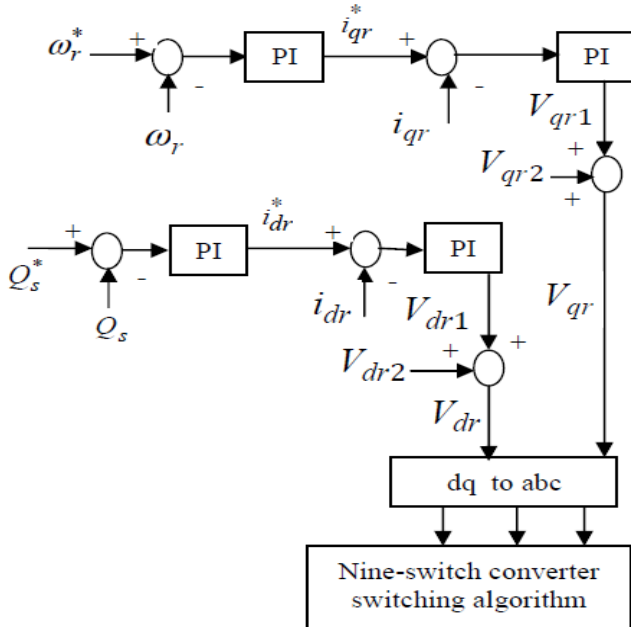 ω_r^* + - PI i_qr^* + - PI
ω_r i_qr V_qr1
V_qr2 + +
Q_s^* + - PI i_dr^* + - PI
Q_s i_dr V_dr1 V_qr
V_dr2 + +
V_dr
dq to abc
Nine-switch converter
switching algorithm